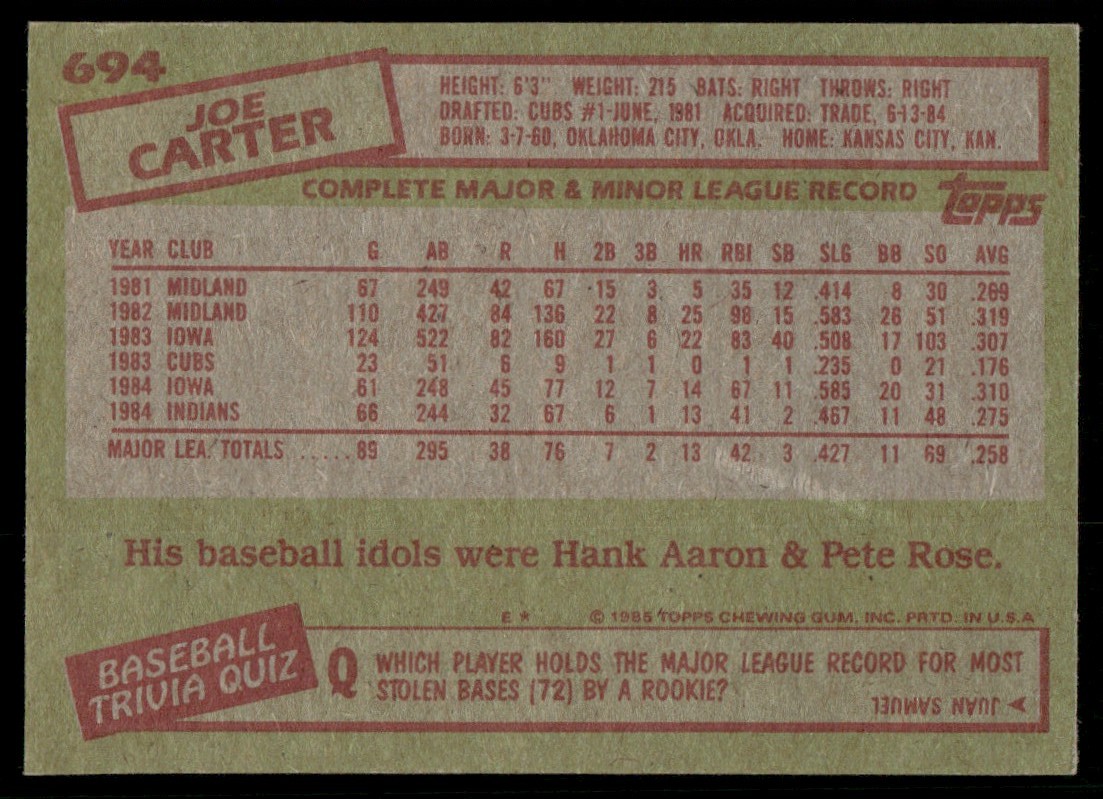 694
JOE
CARTER
HEIGHT: 6'3" WEIGHT: 215 BATS: RIGHT THROWS: RIGHT
DRAFTED: CUBS #1-JUNE, 1981 ACQUIRED: TRADE, 6-13-84
BORN: 3-7-60, OKLAHOMA CITY, OKLA. HOME: KANSAS CITY, KAN.
COMPLETE MAJOR & MINOR LEAGUE RECORD
topps
YEAR CLUB G AB R H 2B 3B HR RBI SB SLG BB SO AVG
1981 MIDLAND 67 249 42 67 15 3 5 35 12 .414 8 30 .269
1982 MIDLAND 110 427 84 136 22 8 25 98 15 .583 26 51 .319
1983 IOWA 124 522 82 160 27 6 22 83 40 .508 17 103 .307
1983 CUBS 23 51 6 9 1 1 0 1 1 .235 0 21 .176
1984 IOWA 61 248 45 77 12 7 14 67 11 .585 20 31 .310
1984 INDIANS 66 244 32 67 6 1 13 41 2 .467 11 48 .275
MAJOR LEA. TOTALS .....89 295 38 76 7 2 13 42 3 .427 11 69 .258
His baseball idols were Hank Aaron & Pete Rose.
E * © 1985 TOPPS CHEWING GUM, INC. PRTD. IN U.S.A
BASEBALL
TRIVIA QUIZ
Q WHICH PLAYER HOLDS THE MAJOR LEAGUE RECORD FOR MOST
STOLEN BASES (72) BY A ROOKIE?
A JUAN SAMUEL